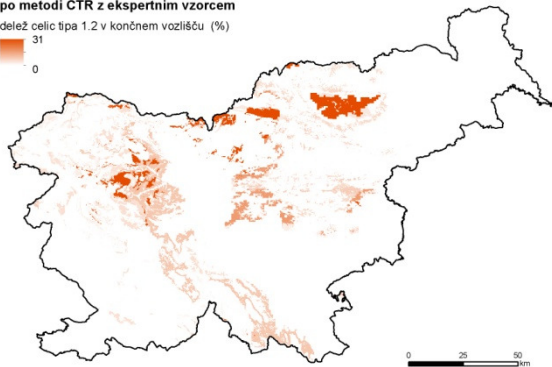 po metodi CTR z ekspertnim vzorcem
delež celic tipa 1.2 v končnem vozlišču (%)
31
0
0 25 50
km